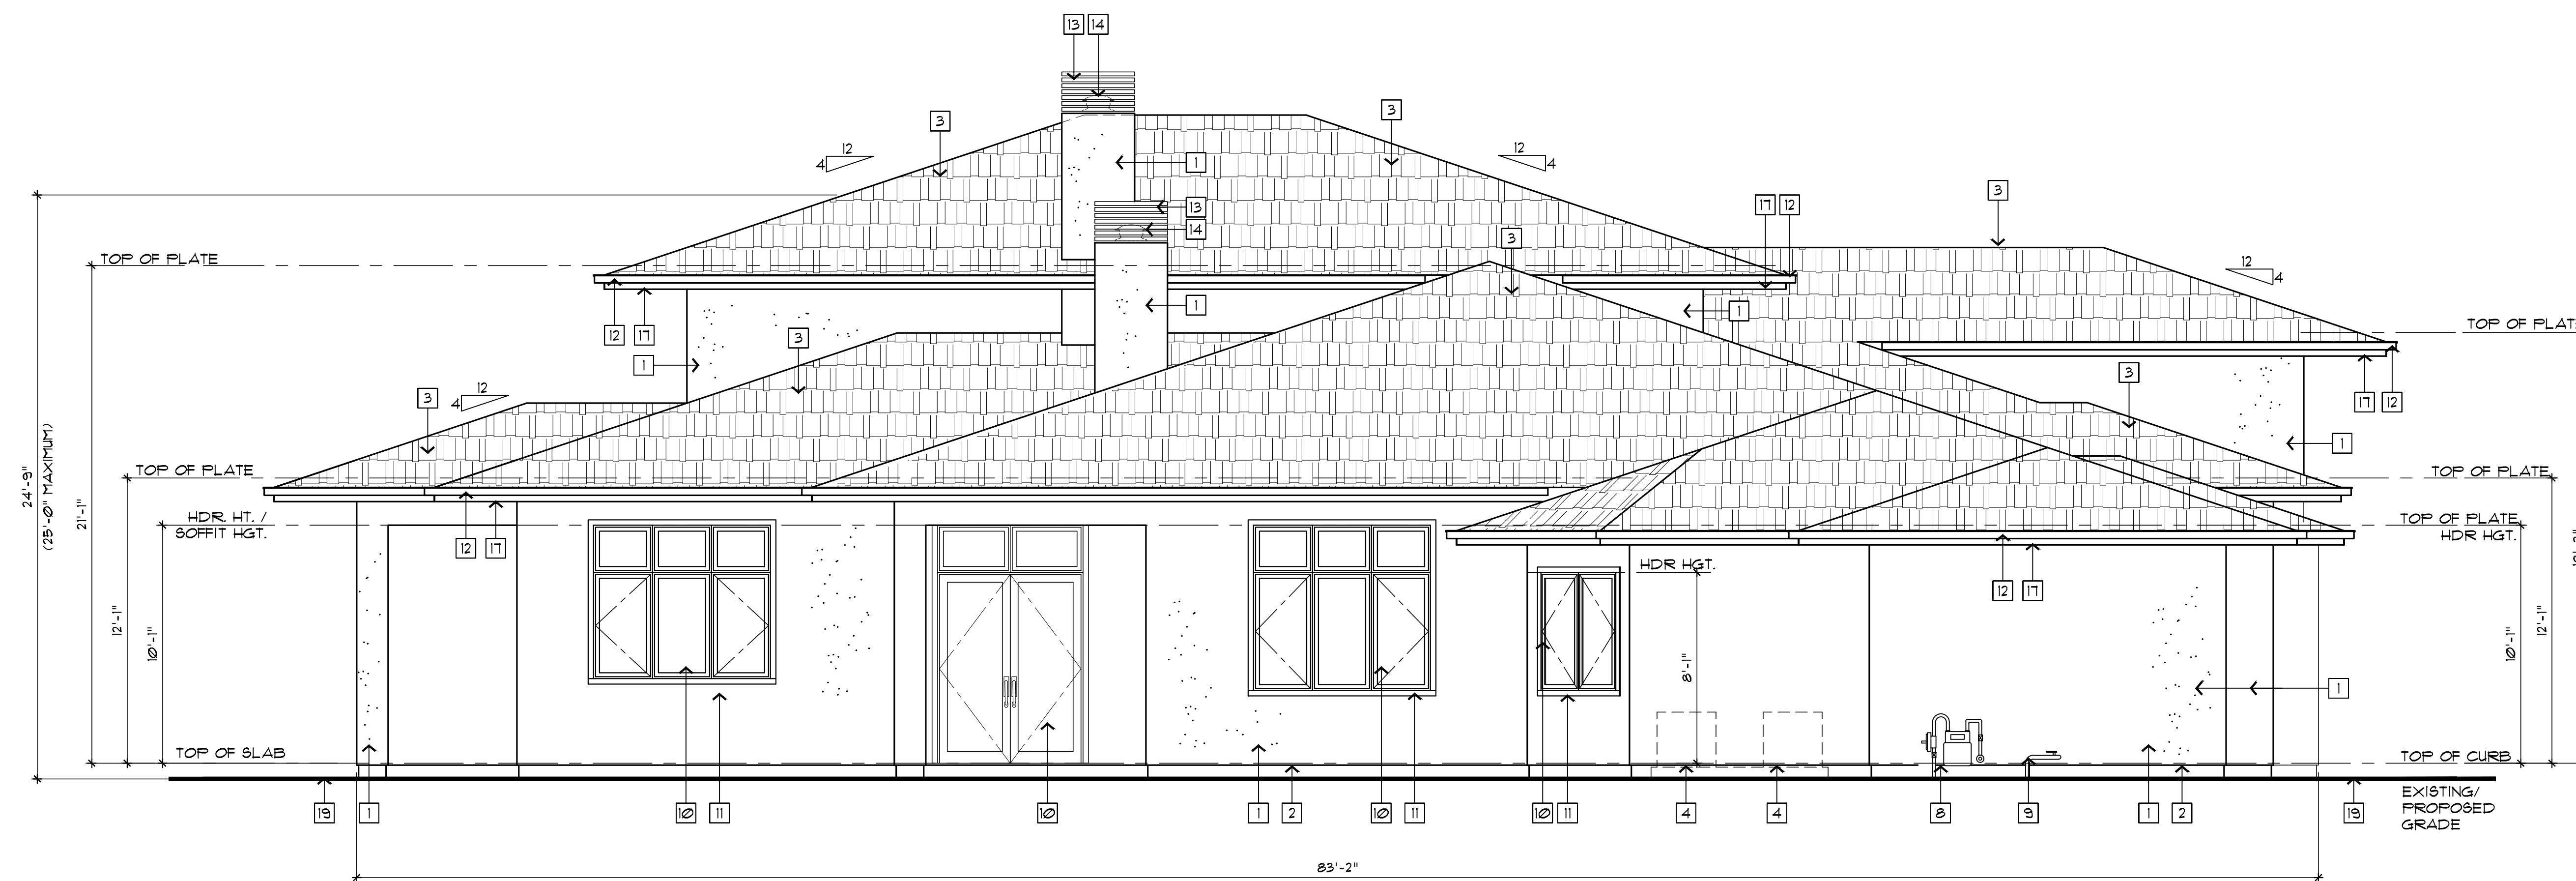 13 14
3
3
12
4
12
4
1
3
13
17 12
14
3
TOP OF PLATE
12
4
1
1
12 17
3
TOP OF
1
3
12
4
3
17 12
24'-9"
(25'-0" MAXIMUM)
21'-1"
1
TOP OF PLATE
TOP OF PLATE
HDR. HT. /
SOFFIT HGT.
TOP OF PLATE
HDR HGT.
12 17
HDR HGT.
12 17
12'-1"
10'-1"
8'-1"
10'-1"
12'-1"
1
TOP OF SLAB
TOP OF CURB
EXISTING/
PROPOSED
GRADE
19 1 10 11 10 1 2 10 11 10 11 4 4 8 9 1 2 19
83'-2"